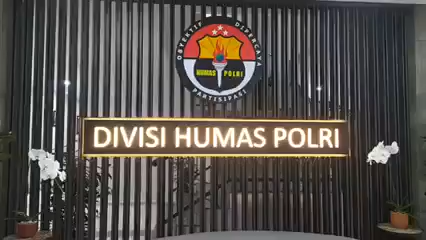 OBYEKTIF DIPERCAYA
HUMAS POLRI
PARTISIPASI
DIVISI HUMAS POLRI